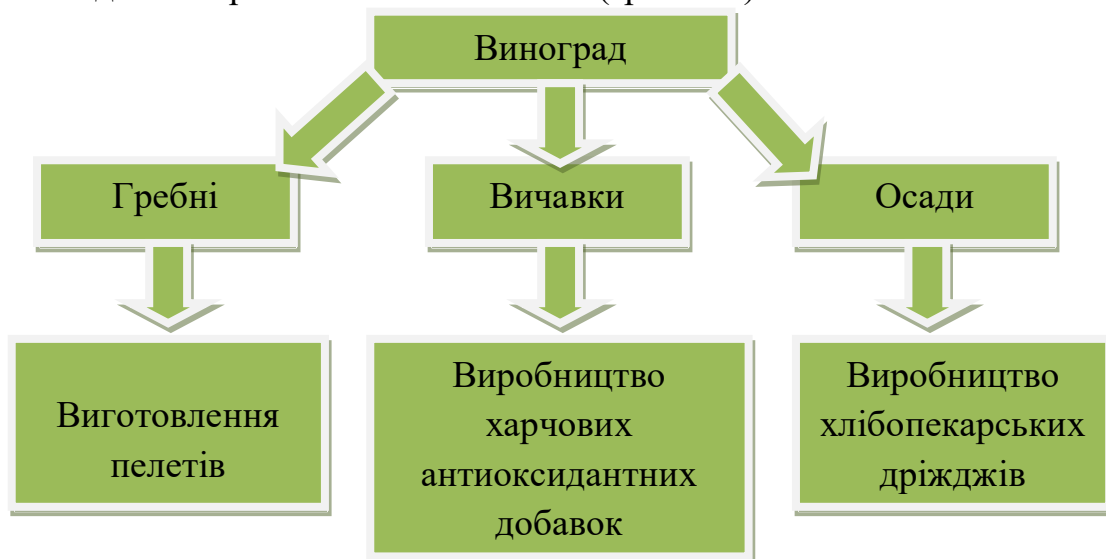 Виноград
Гребні
Вичавки
Осади
Виготовлення
пелетів
Виробництво
харчових
антиоксидантних
добавок
Виробництво
хлібопекарських
дріжджів